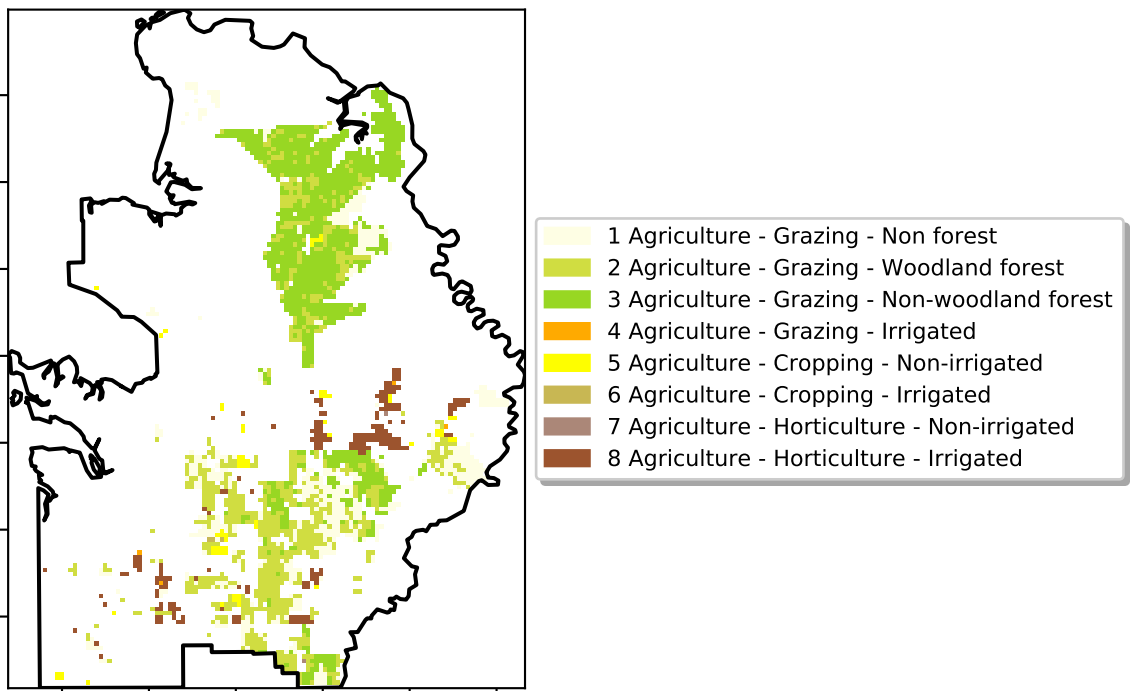 1 Agriculture - Grazing - Non forest
2 Agriculture - Grazing - Woodland forest
3 Agriculture - Grazing - Non-woodland forest
4 Agriculture - Grazing - Irrigated
5 Agriculture - Cropping - Non-irrigated
6 Agriculture - Cropping - Irrigated
7 Agriculture - Horticulture - Non-irrigated
8 Agriculture - Horticulture - Irrigated